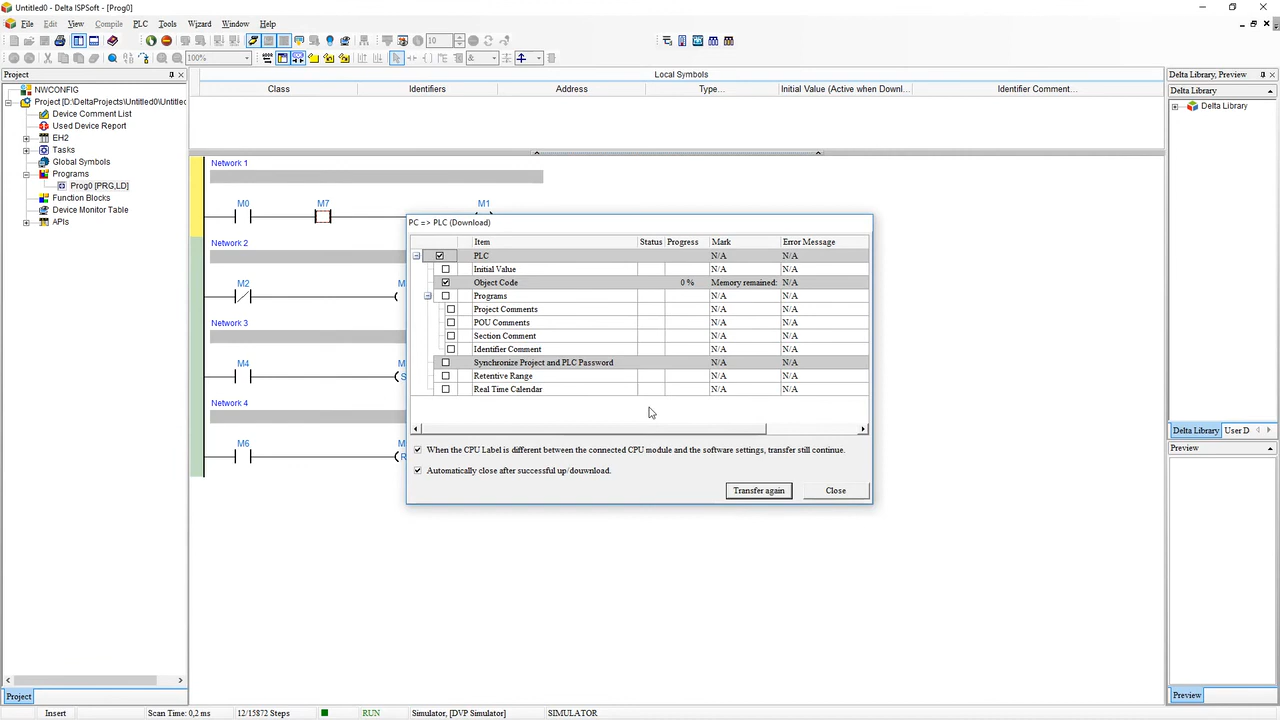 Untitled0 - Delta ISPSoft - [Prog0]
File Edit View Compile PLC Tools Wizard Window Help
10
100%
&
Project
NWCONFIG
Project [D:\DeltaProjects\Untitled0\Untitlec
Device Comment List
Used Device Report
EH2
Tasks
Global Symbols
Programs
Prog0 [PRG,LD]
Function Blocks
Device Monitor Table
APIs
Project
Local Symbols
Class Identifiers Address Type... Initial Value (Active when Downl... Identifier Comment...
Network 1
M0 M7 M1
Network 2
M2 M
Network 3
M4 M
S
Network 4
M6 M
R
PC => PLC (Download)
Item Status Progress Mark Error Message
PLC N/A N/A
Initial Value N/A N/A
Object Code 0 % Memory remained: N/A
Programs N/A N/A
Project Comments N/A N/A
POU Comments N/A N/A
Section Comment N/A N/A
Identifier Comment N/A N/A
Synchronize Project and PLC Password N/A N/A
Retentive Range N/A N/A
Real Time Calendar N/A N/A
When the CPU Label is different between the connected CPU module and the software settings, transfer still continue.
Automatically close after successful up/douwnload.
Transfer again Close
Delta Library, Preview
Delta Library
Delta Library
Delta Library User D
Preview
Preview
Insert Scan Time: 0,2 ms 12/15872 Steps RUN Simulator, [DVP Simulator] SIMULATOR